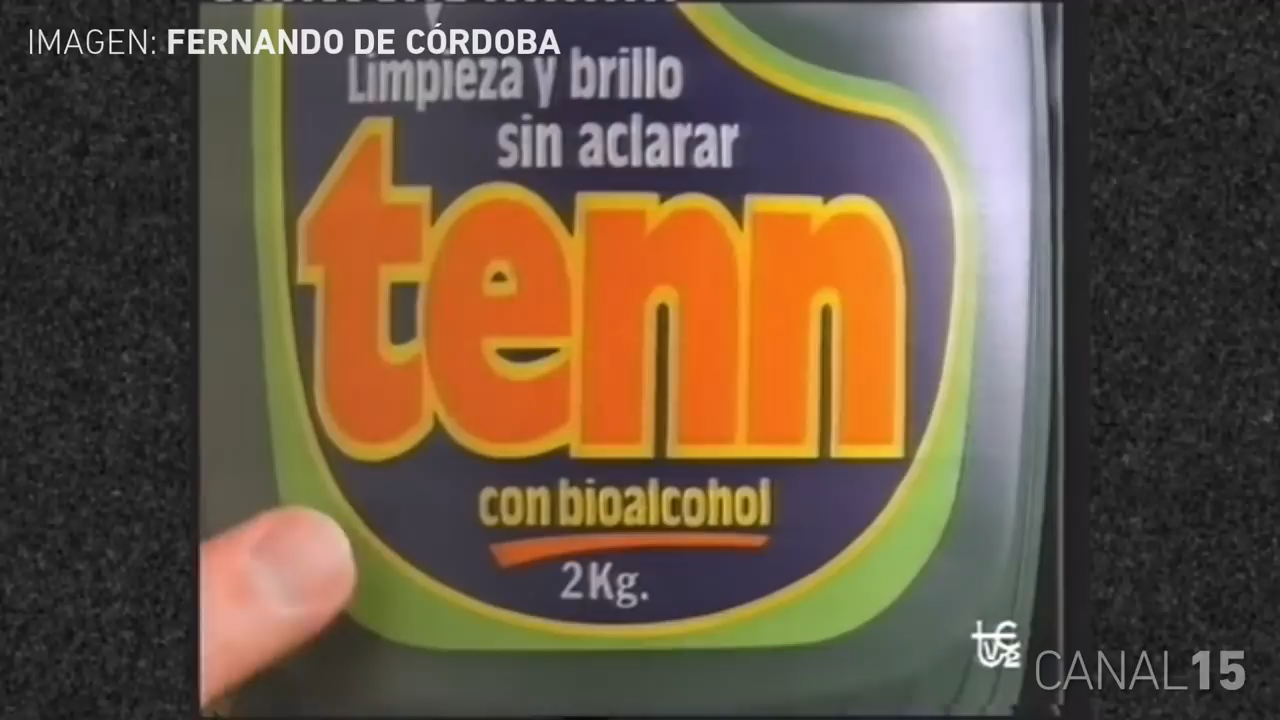 IMAGEN: FERNANDO DE CÓRDOBA
Limpieza y brillo
sin aclarar
tenn
con bioalcohol
2Kg.
CANAL15